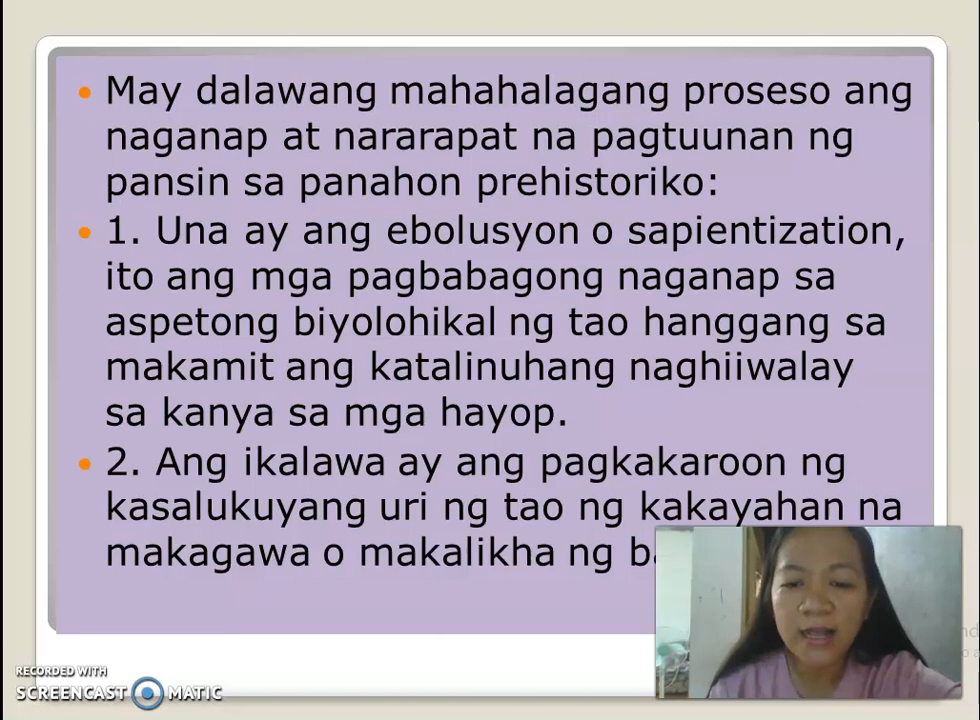 May dalawang mahahalagang proseso ang
naganap at nararapat na pagtuunan ng
pansin sa panahon prehistoriko:
1. Una ay ang ebolusyon o sapientization,
ito ang mga pagbabagong naganap sa
aspetong biyolohikal ng tao hanggang sa
makamit ang katalinuhang naghiiwalay
sa kanya sa mga hayop.
2. Ang ikalawa ay ang pagkakaroon ng
kasalukuyang uri ng tao ng kakayahan na
makagawa o makalikha ng
RECORDED WITH
SCREENCAST MATIC